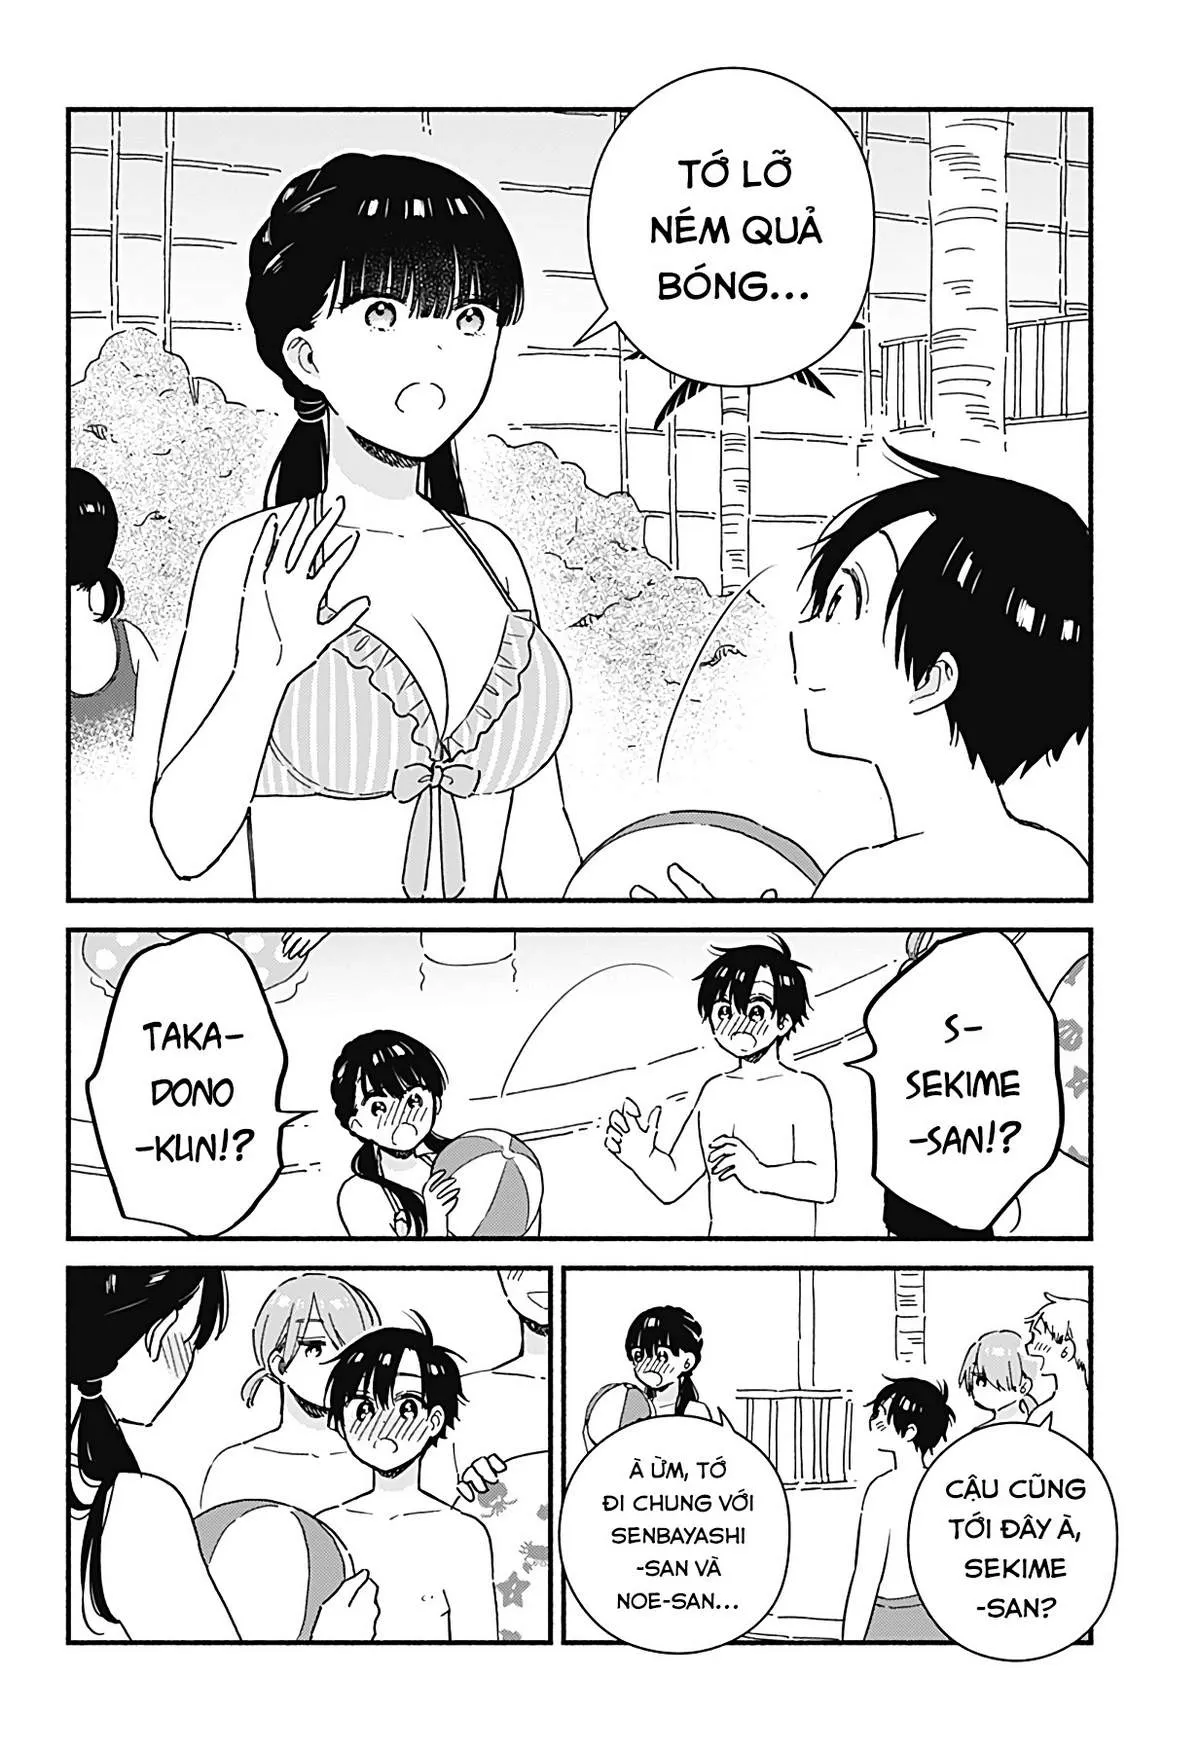 TỚ LỠ
NÉM QUẢ
BÓNG...
S-
SEKIME
-SAN!?
TAKA-
DONO
-KUN!?
CẬU CŨNG
TỚI ĐÂY À,
SEKIME
-SAN?
À ỪM, TỚ
ĐI CHUNG VỚI
SENBAYASHI
-SAN VÀ
NOE-SAN...